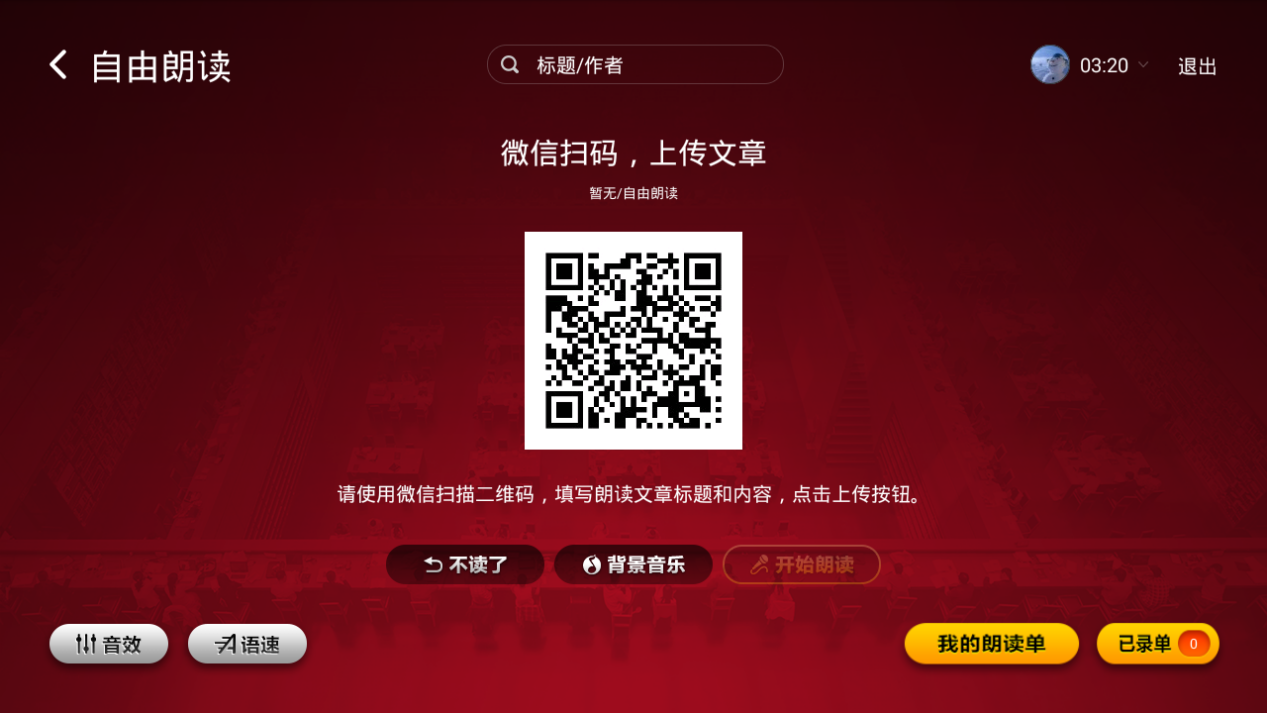 自由朗读
标题/作者
03:20
退出
微信扫码，上传文章
暂无/自由朗读
请使用微信扫描二维码，填写朗读文章标题和内容，点击上传按钮。
不读了
背景音乐
开始朗读
音效
语速
我的朗读单
已录单 0